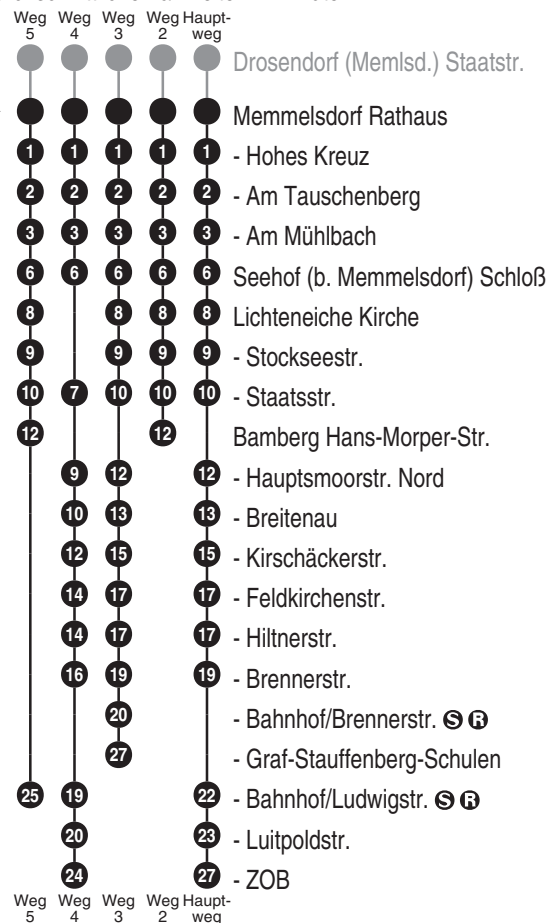 Weg Weg Weg Weg Haupt-
5 4 3 2 weg
Drosendorf (Memlsd.) Staatstr.
Memmelsdorf Rathaus
1 1 1 1 1 - Hohes Kreuz
2 2 2 2 2 - Am Tauschenberg
3 3 3 3 3 - Am Mühlbach
6 6 6 6 6 Seehof (b. Memmelsdorf) Schloß
8 8 8 8 Lichteneiche Kirche
9 9 9 9 - Stockseestr.
10 7 10 10 10 - Staatsstr.
12 12 Bamberg Hans-Morper-Str.
9 12 12 - Hauptsmoorstr. Nord
10 13 13 - Breitenau
12 15 15 - Kirschäckerstr.
14 17 17 - Feldkirchenstr.
14 17 17 - Hiltnerstr.
16 19 19 - Brennerstr.
20 - Bahnhof/Brennerstr. S R
27 - Graf-Stauffenberg-Schulen
25 19 22 - Bahnhof/Ludwigstr. S R
20 23 - Luitpoldstr.
24 27 - ZOB
Weg Weg Weg Weg Haupt-
5 4 3 2 weg